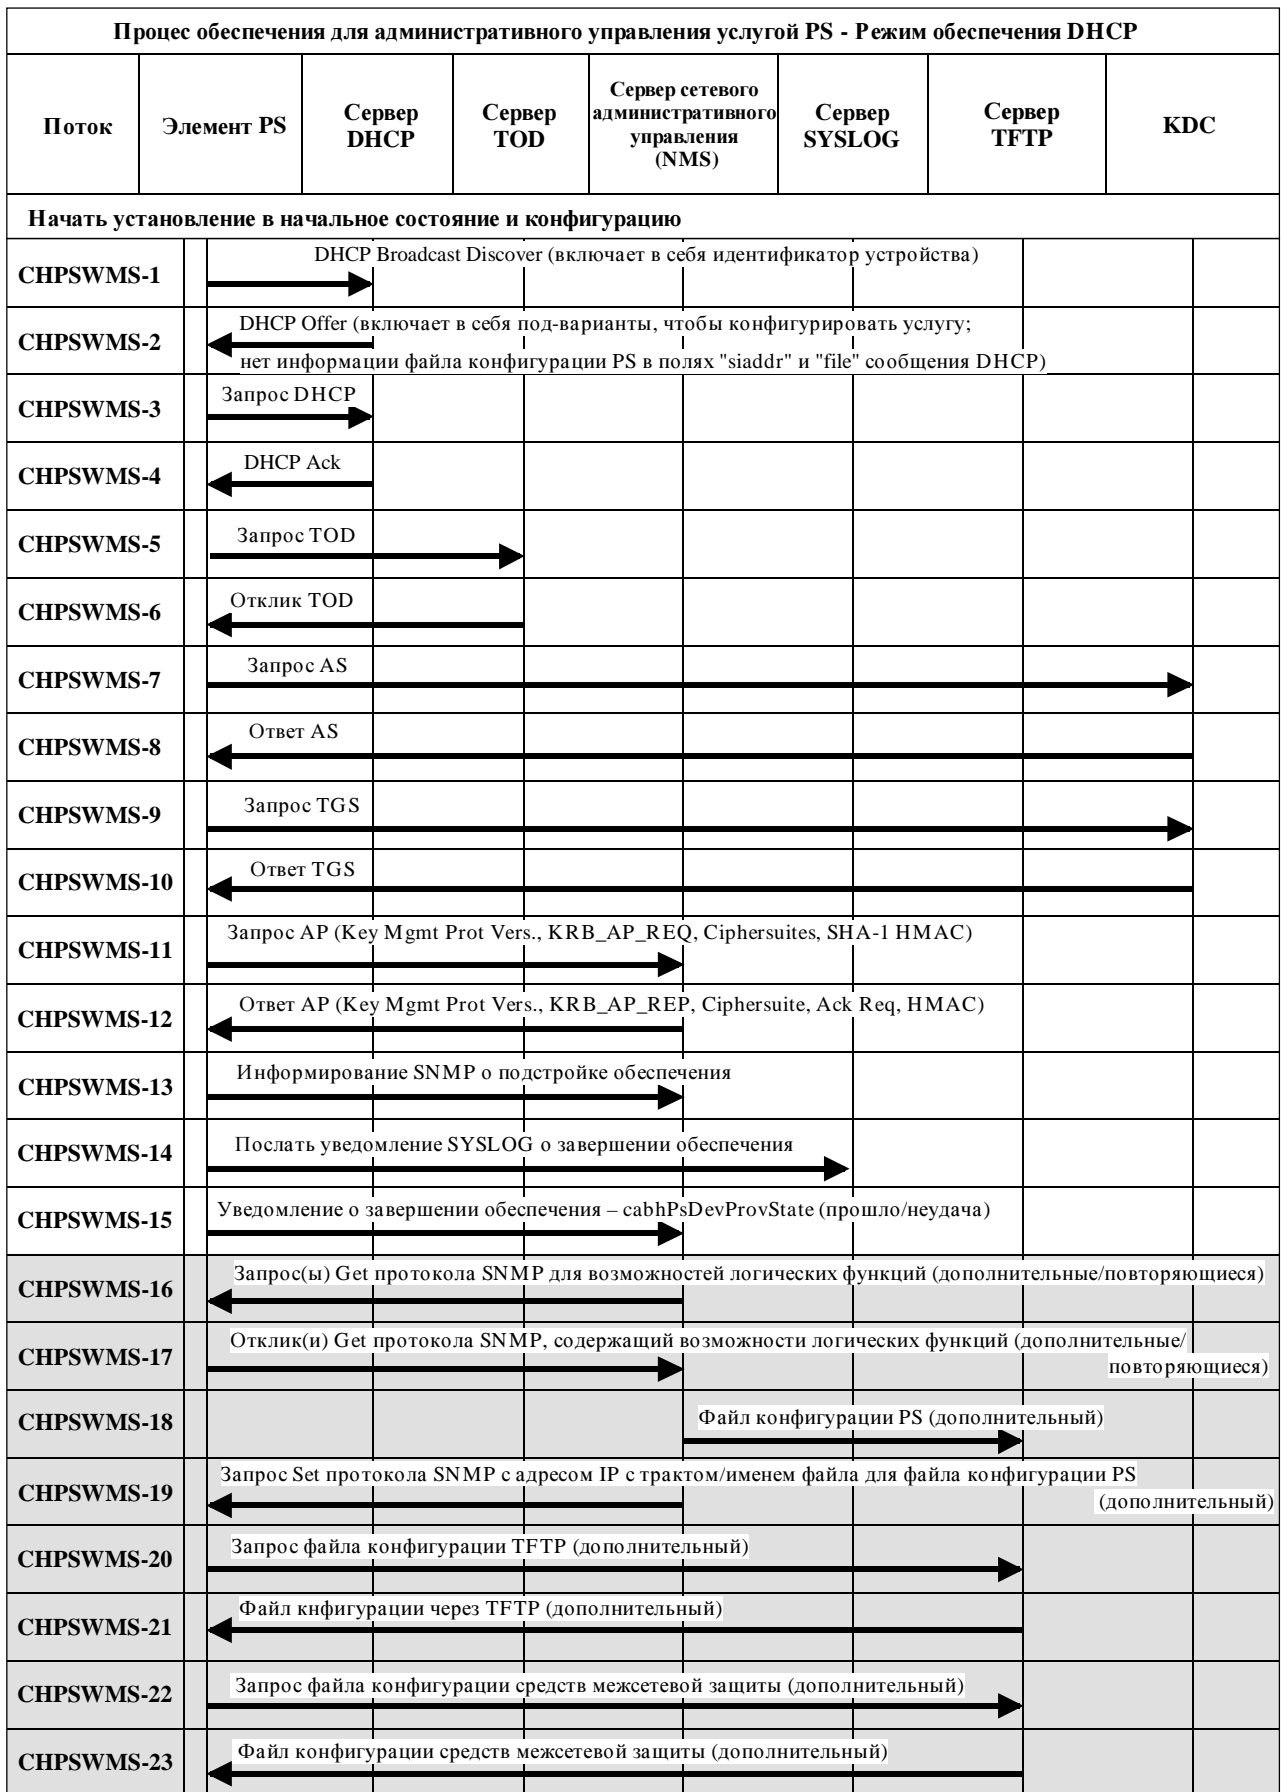 Процес обеспечения для административного управления услугой PS - Режим обеспечения DHCP
Поток
Элемент PS
Сервер
DHCP
Сервер
TOD
Сервер сетевого
административного
управления
(NMS)
Сервер
SYSLOG
Сервер
TFTP
KDC
Начать установление в начальное состояние и конфигурацию
CHPSWMS-1
DHCP Broadcast Discover (включает в себя идентификатор устройства)
CHPSWMS-2
DHCP Offer (включает в себя под-варианты, чтобы конфигурировать услугу;
нет информации файла конфигурации PS в полях "siaddr" и "file" сообщения DHCP)
CHPSWMS-3
Запрос DHCP
CHPSWMS-4
DHCP Ack
CHPSWMS-5
Запрос TOD
CHPSWMS-6
Отклик TOD
CHPSWMS-7
Запрос AS
CHPSWMS-8
Ответ AS
CHPSWMS-9
Запрос TGS
CHPSWMS-10
Ответ TGS
CHPSWMS-11
Запрос AP (Key Mgmt Prot Vers., KRB_AP_REQ, Ciphersuites, SHA-1 HMAC)
CHPSWMS-12
Ответ AP (Key Mgmt Prot Vers., KRB_AP_REP, Ciphersuite, Ack Req, HMAC)
CHPSWMS-13
Информирование SNMP о подстройке обеспечения
CHPSWMS-14
Послать уведомление SYSLOG о завершении обеспечения
CHPSWMS-15
Уведомление о завершении обеспечения – cabhPsDevProvState (прошло/неудача)
CHPSWMS-16
Запрос(ы) Get протокола SNMP для возможностей логических функций (дополнительные/повторяющиеся)
CHPSWMS-17
Отклик(и) Get протокола SNMP, содержащий возможности логических функций (дополнительные/
повторяющиеся)
CHPSWMS-18
Файл конфигурации PS (дополнительный)
CHPSWMS-19
Запрос Set протокола SNMP с адресом IP с трактом/именем файла для файла конфигурации PS
(дополнительный)
CHPSWMS-20
Запрос файла конфигурации TFTP (дополнительный)
CHPSWMS-21
Файл кнфигурации через TFTP (дополнительный)
CHPSWMS-22
Запрос файла конфигурации средств межсетевой защиты (дополнительный)
CHPSWMS-23
Файл конфигурации средств межсетевой защиты (дополнительный)